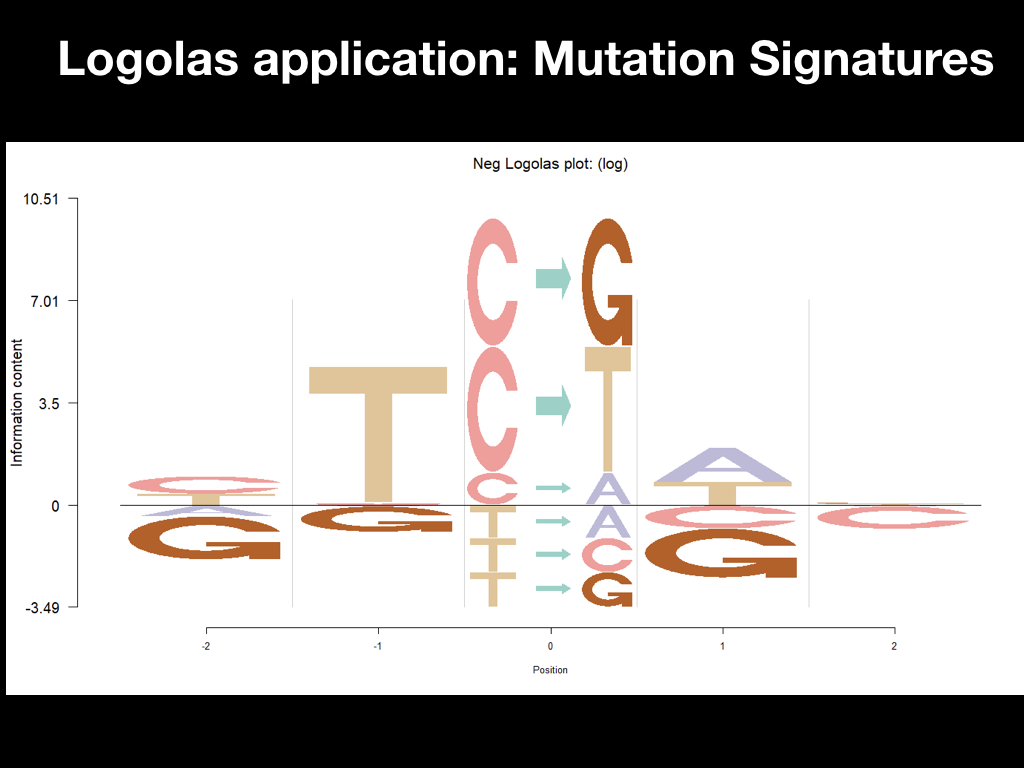 Logolas application: Mutation Signatures
Neg Logolas plot: (log)
10.51
7.01
3.5
0
-3.49
Information content
C T A G
T G
C G
C T
C A
T A
T C
T G
A T C G
C
-2 -1 0 1 2
Position